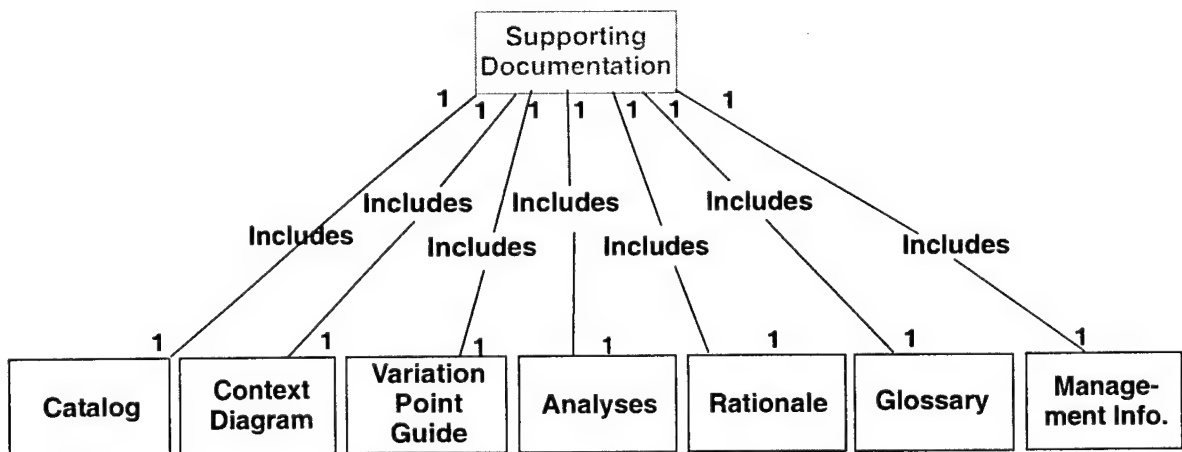 Supporting
Documentation
1 1 1 1 1 1 1
Includes Includes Includes
Includes Includes Includes Includes
1 1 1 1 1 1 1
Catalog
Context
Diagram
Variation
Point
Guide
Analyses
Rationale
Glossary
Manage-
ment Info.